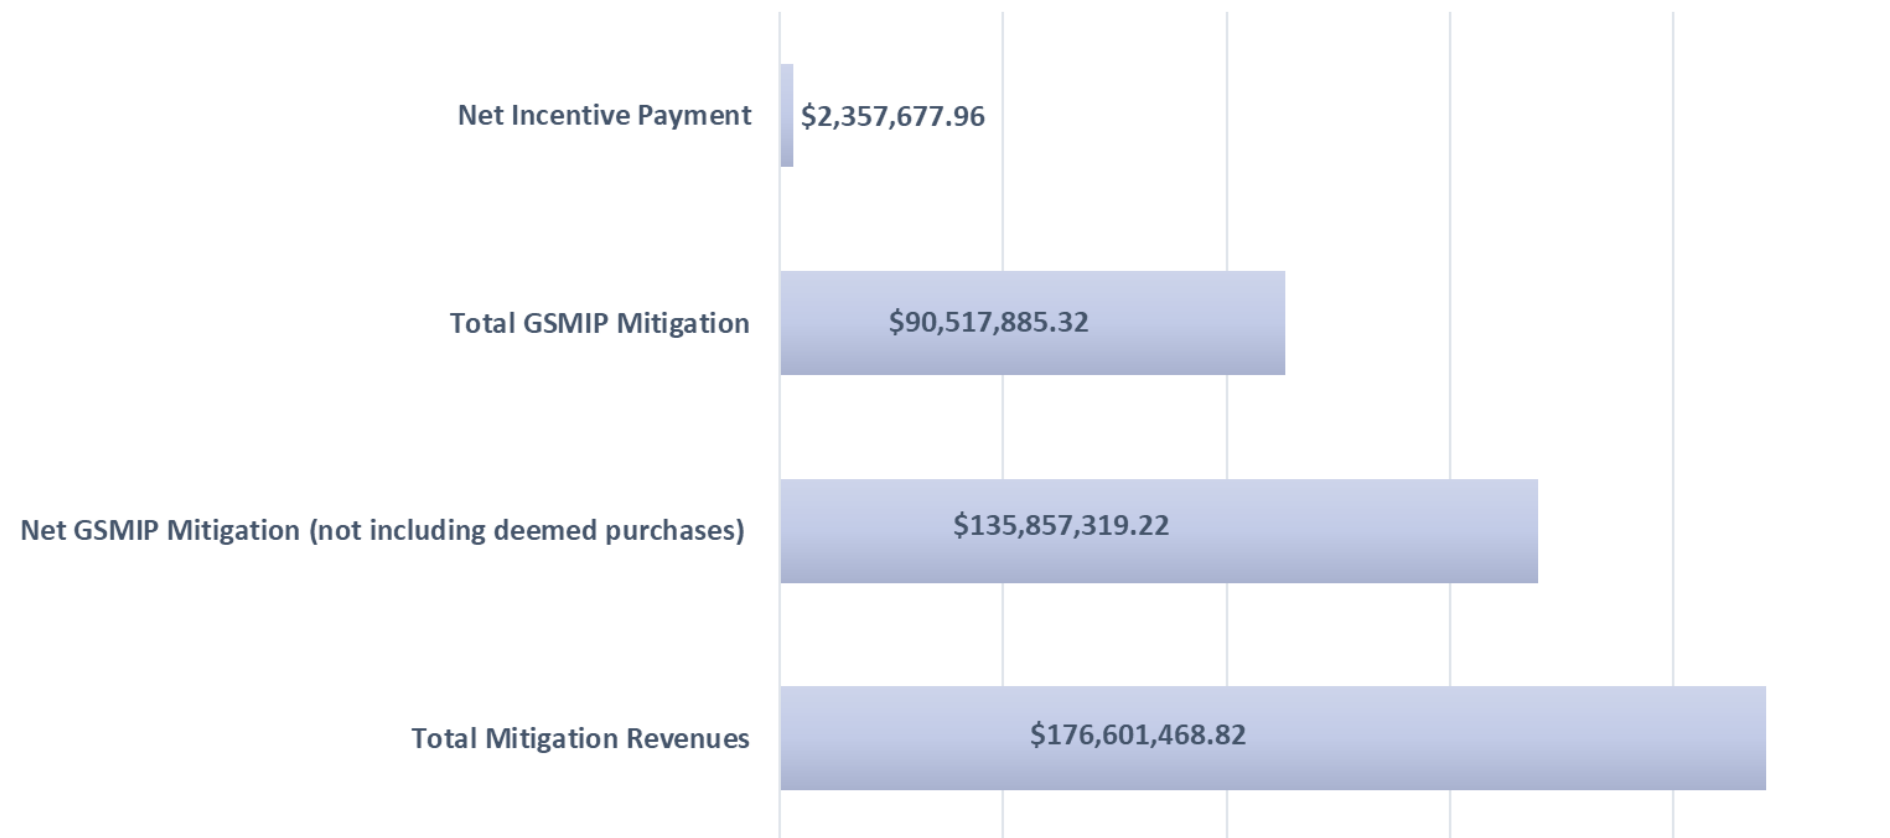 Net Incentive Payment $2,357,677.96
Total GSMIP Mitigation $90,517,885.32
Net GSMIP Mitigation (not including deemed purchases) $135,857,319.22
Total Mitigation Revenues $176,601,468.82